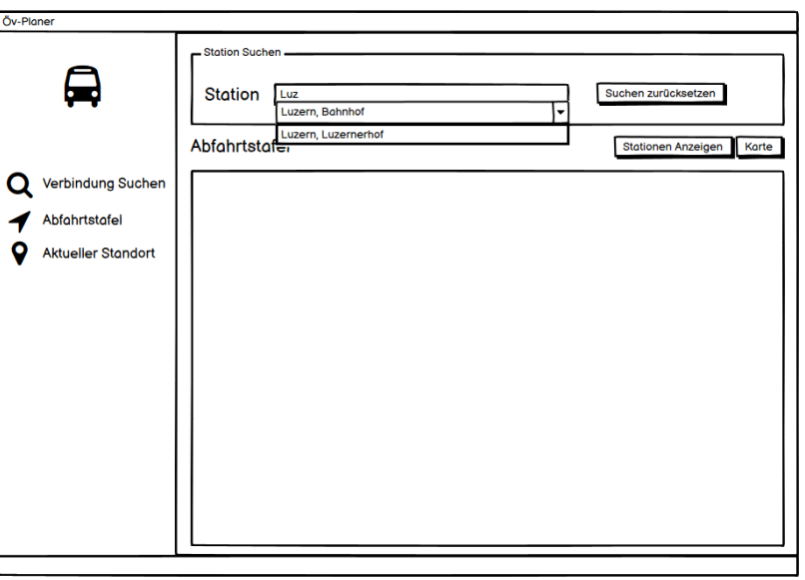 Öv-Planer
Station Suchen
Station
Luz
Suchen zurücksetzen
Luzern, Bahnhof
Luzern, Luzernerhof
Abfahrtstafel
Stationen Anzeigen
Karte
Verbindung Suchen
Abfahrtstafel
Aktueller Standort